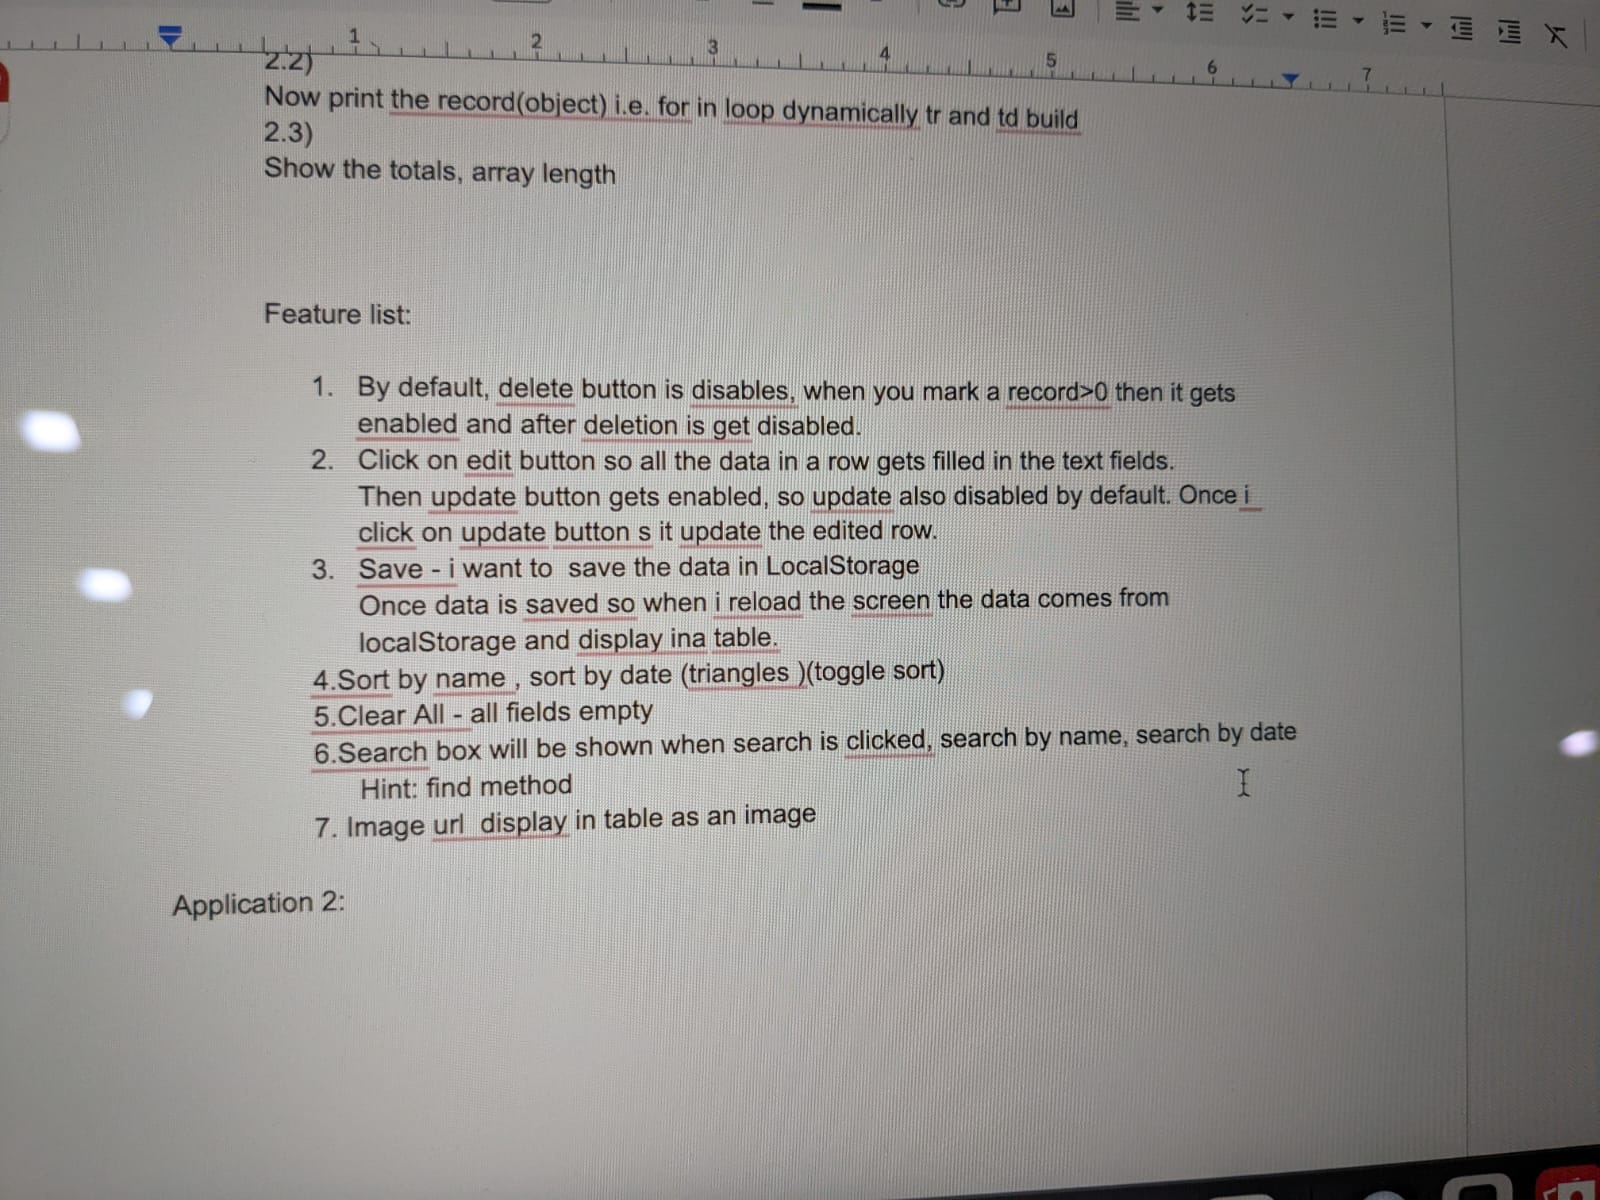 1 2 3 4 5 6 7
2.2)
Now print the record(object) i.e. for in loop dynamically tr and td build
2.3)
Show the totals, array length
Feature list:
1. By default, delete button is disables, when you mark a record>0 then it gets
enabled and after deletion is get disabled.
2. Click on edit button so all the data in a row gets filled in the text fields.
Then update button gets enabled, so update also disabled by default. Once i
click on update button s it update the edited row.
3. Save - i want to save the data in LocalStorage
Once data is saved so when i reload the screen the data comes from
localStorage and display ina table.
4.Sort by name , sort by date (triangles )(toggle sort)
5.Clear All - all fields empty
6.Search box will be shown when search is clicked, search by name, search by date
Hint: find method
7. Image url display in table as an image
Application 2: